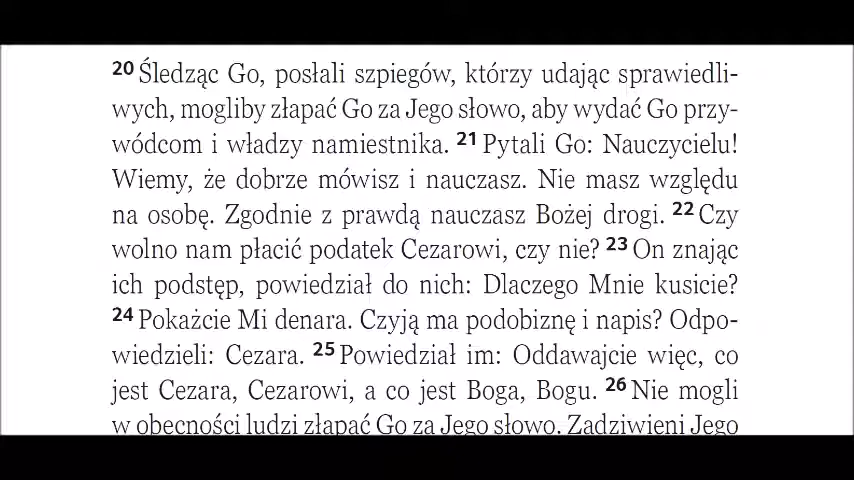 20 Śledząc Go, posłali szpiegów, którzy udając sprawiedli-
wych, mogliby złapać Go za Jego słowo, aby wydać Go przy-
wódcom i władzy namiestnika. 21 Pytali Go: Nauczycielu!
Wiemy, że dobrze mówisz i nauczasz. Nie masz względu
na osobę. Zgodnie z prawdą nauczasz Bożej drogi. 22 Czy
wolno nam płacić podatek Cezarowi, czy nie? 23 On znając
ich podstęp, powiedział do nich: Dlaczego Mnie kusicie?
24 Pokażcie Mi denara. Czyją ma podobiznę i napis? Odpo-
wiedzieli: Cezara. 25 Powiedział im: Oddawajcie więc, co
jest Cezara, Cezarowi, a co jest Boga, Bogu. 26 Nie mogli
w obecności ludzi złapać Go za Jego słowo. Zadziwieni Jego